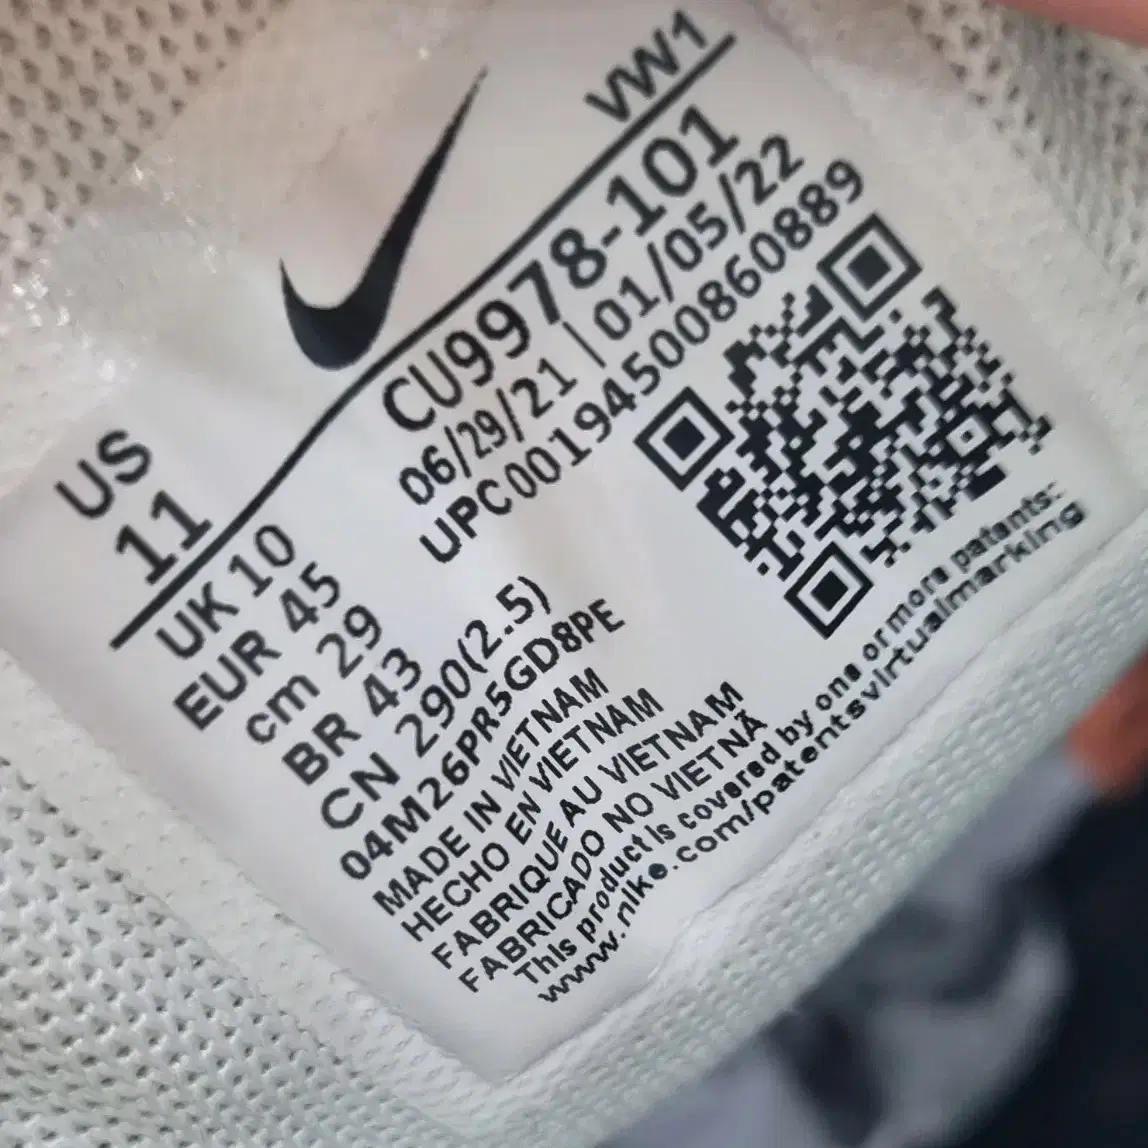 US
11
VW1
UK 10
EUR 45
cm 29
BR 43
CN 290(2.5)
CU9978-101
06/29/21 | 01/05/22
UPC00194500860889
04M26PR5GD8PE
MADE IN VIETNAM
HECHO EN VIETNAM
FABRIQUE AU VIETNAM
FABRICADO NO VIETNÃ
This product is covered by one or more patents:
www.nike.com/patentsvirtualmarking